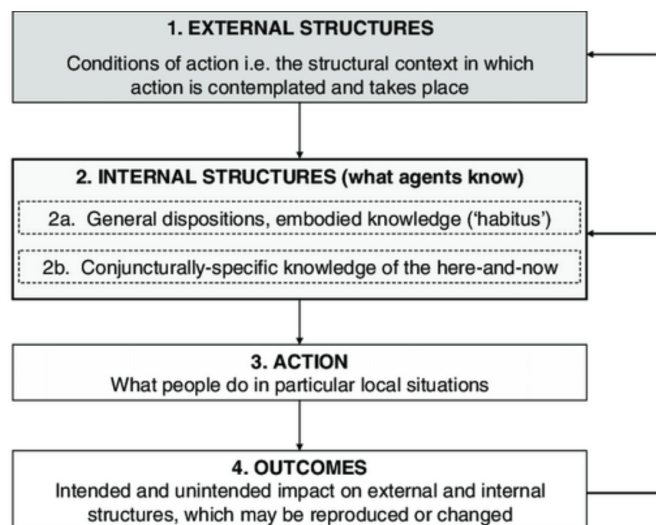 1. EXTERNAL STRUCTURES
Conditions of action i.e. the structural context in which
action is contemplated and takes place
2. INTERNAL STRUCTURES (what agents know)
2a. General dispositions, embodied knowledge (‘habitus’)
2b. Conjuncturally-specific knowledge of the here-and-now
3. ACTION
What people do in particular local situations
4. OUTCOMES
Intended and unintended impact on external and internal
structures, which may be reproduced or changed